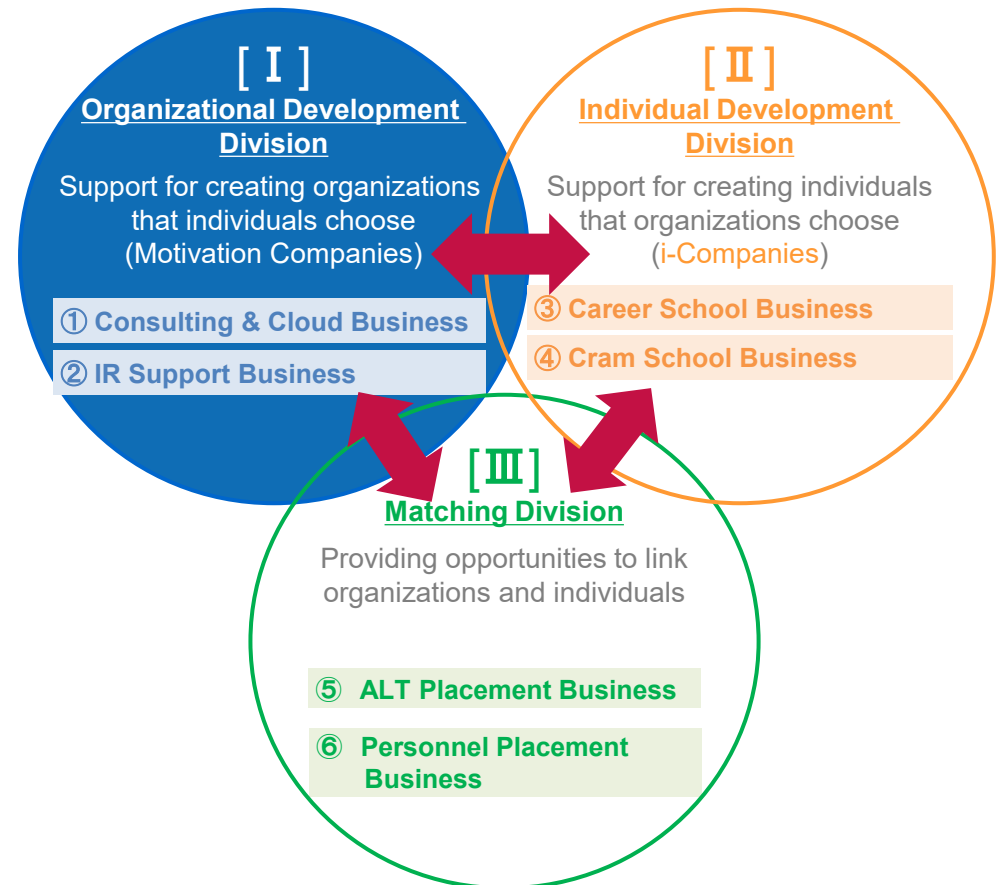 [ Ⅰ ]
Organizational Development
Division
Support for creating organizations
that individuals choose
(Motivation Companies)
① Consulting & Cloud Business
② IR Support Business
[ Ⅱ ]
Individual Development
Division
Support for creating individuals
that organizations choose
(i-Companies)
③ Career School Business
④ Cram School Business
[Ⅲ]
Matching Division
Providing opportunities to link
organizations and individuals
⑤ ALT Placement Business
⑥ Personnel Placement
Business